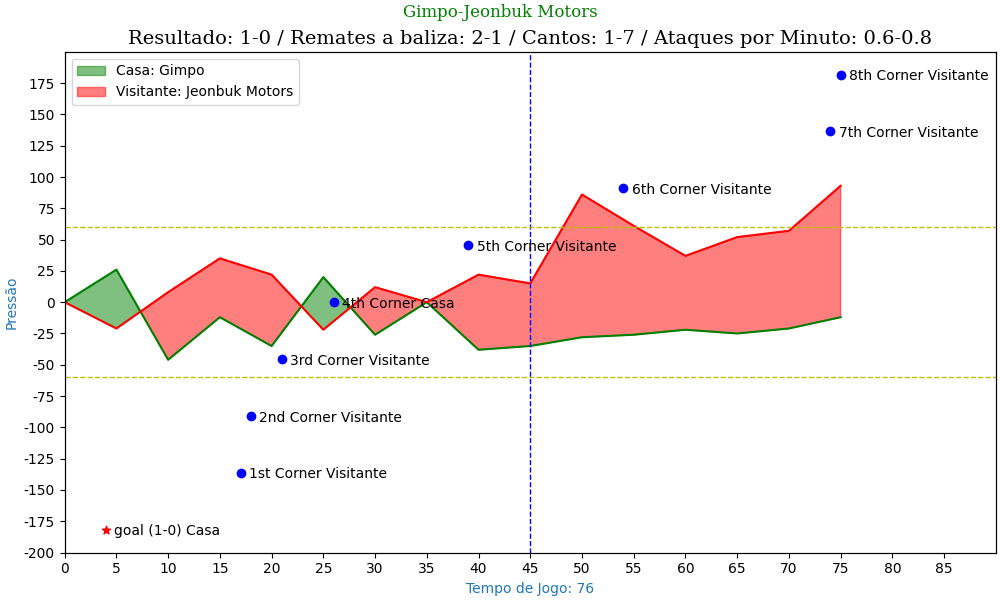 Gimpo-Jeonbuk Motors
Resultado: 1-0 / Remates a baliza: 2-1 / Cantos: 1-7 / Ataques por Minuto: 0.6-0.8
Casa: Gimpo
Visitante: Jeonbuk Motors
8th Corner Visitante
7th Corner Visitante
6th Corner Visitante
5th Corner Visitante
4th Corner Casa
3rd Corner Visitante
2nd Corner Visitante
1st Corner Visitante
goal (1-0) Casa
Pressão
175
150
125
100
75
50
25
0
-25
-50
-75
-100
-125
-150
-175
-200
0 5 10 15 20 25 30 35 40 45 50 55 60 65 70 75 80 85
Tempo de Jogo: 76